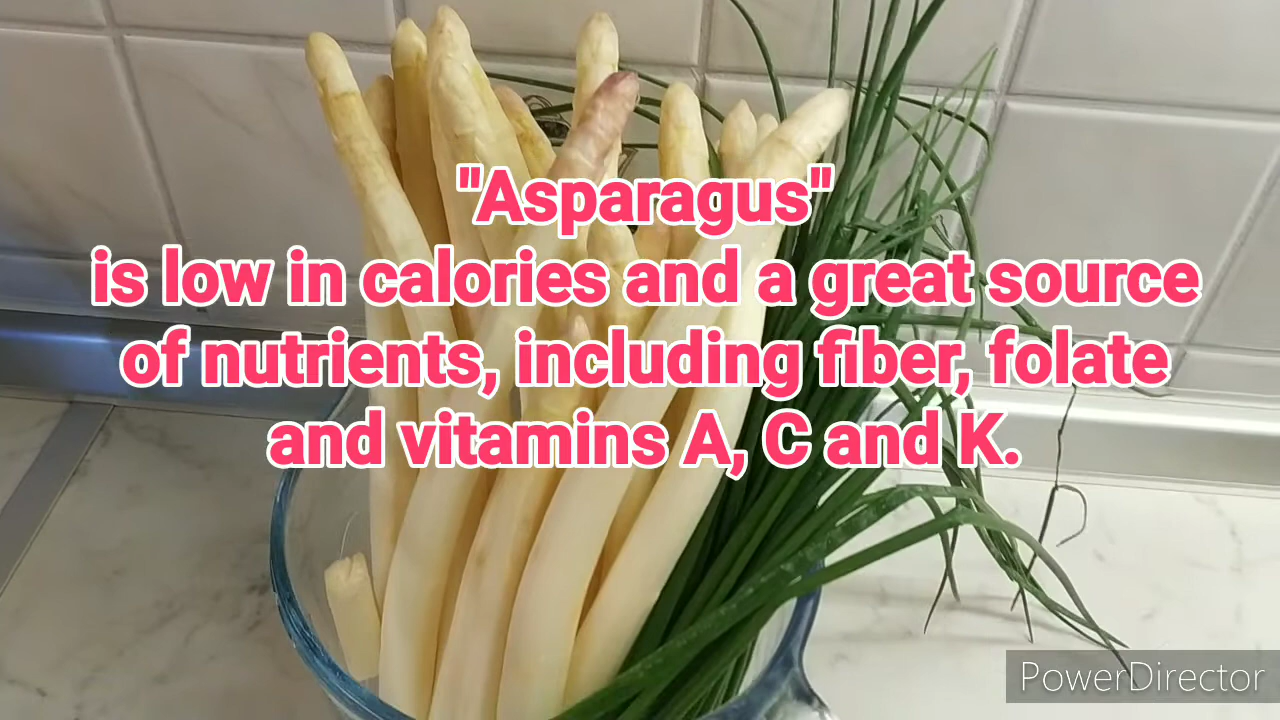 "Asparagus"
is low in calories and a great source
of nutrients, including fiber, folate
and vitamins A, C and K.
PowerDirector